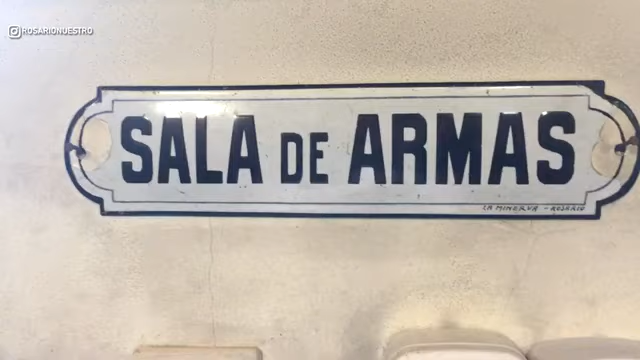 ROSARIONUESTRO
SALA DE ARMAS
LA MINERVA - ROSARIO